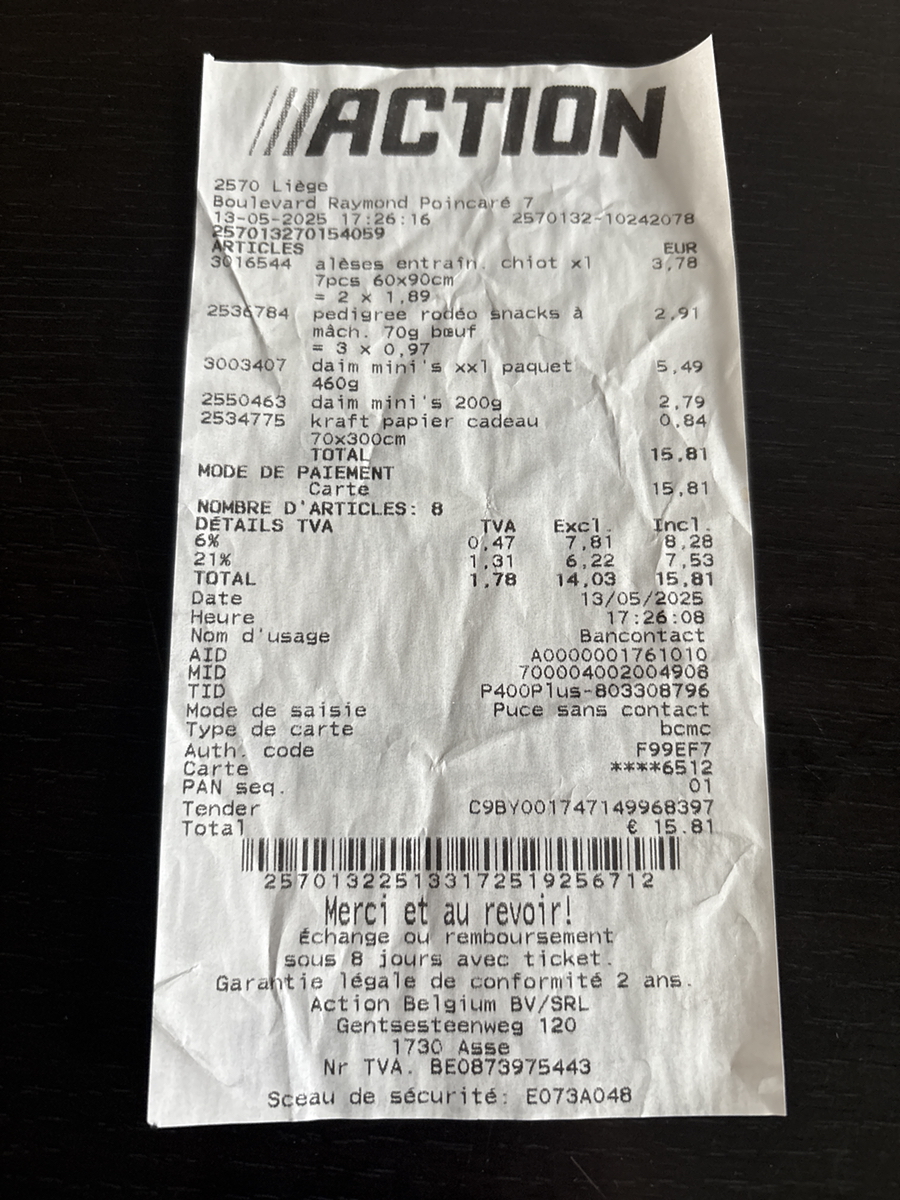 ACTION
2570 Liège
Boulevard Raymond Poincaré 7
13-05-2025 17:26:16 2570132-10242078
257013270154059
ARTICLES EUR
3016544 alèses entraîn. chiot xl 3,78
7pcs 60x90cm
= 2 x 1,89
2536784 pedigree rodéo snacks à 2,91
mâch. 70g bœuf
= 3 x 0,97
3003407 daim mini's xxl paquet 5,49
460g
2550463 daim mini's 200g 2,79
2534775 kraft papier cadeau 0,84
70x300cm
TOTAL 15,81
MODE DE PAIEMENT
Carte 15,81
NOMBRE D'ARTICLES: 8
DÉTAILS TVA TVA Excl. Incl.
6% 0,47 7,81 8,28
21% 1,31 6,22 7,53
TOTAL 1,78 14,03 15,81
Date 13/05/2025
Heure 17:26:08
Nom d'usage Bancontact
AID A0000001761010
MID 700004002004908
TID P400Plus-803308796
Mode de saisie Puce sans contact
Type de carte bcmc
Auth. code F99EF7
Carte ****6512
PAN seq. 01
Tender C9BY001747149968397
Total € 15.81
257013225133172519256712
Merci et au revoir!
Échange ou remboursement
sous 8 jours avec ticket.
Garantie légale de conformité 2 ans.
Action Belgium BV/SRL
Gentsesteenweg 120
1730 Asse
Nr TVA. BE0873975443
Sceau de sécurité: E073A048